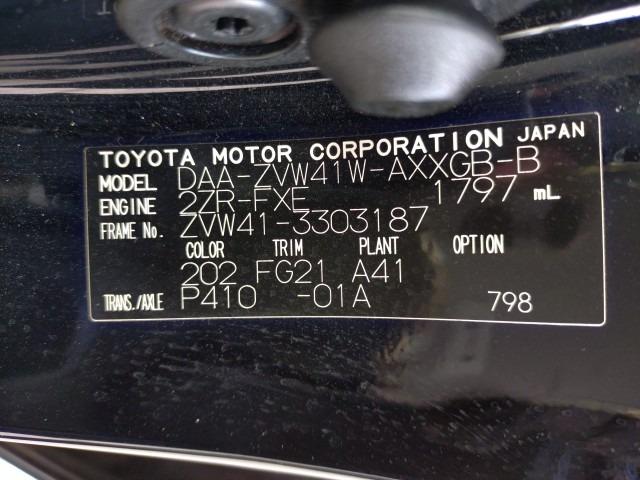 TOYOTA MOTOR CORPORATION JAPAN
MODEL DAA-ZVW41W-AXXGB-B
ENGINE 2ZR-FXE 1797 mL
FRAME No. ZVW41-3303187
COLOR TRIM PLANT OPTION
202 FG21 A41
TRANS./AXLE P410 -01A 798